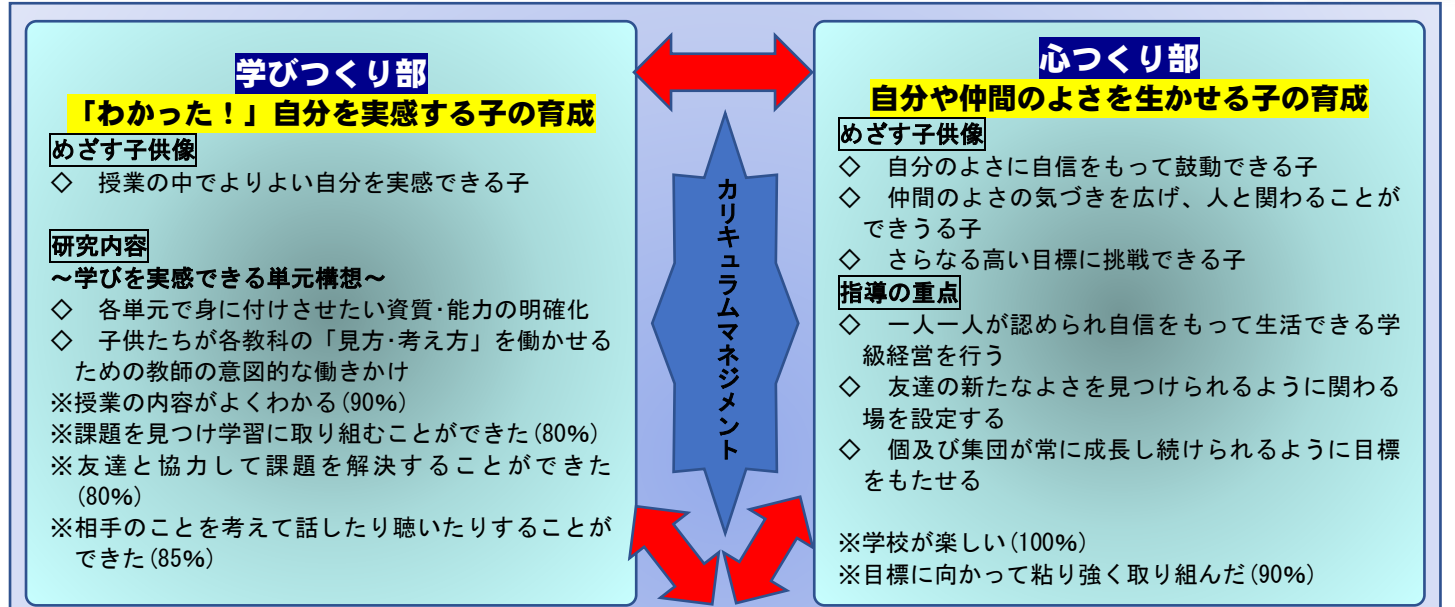 学びつくり部
「わかった！」自分を実感する子の育成
めざす子供像
◇　授業の中でよりよい自分を実感できる子
研究内容
～学びを実感できる単元構想～
◇　各単元で身に付けさせたい資質･能力の明確化
◇　子供たちが各教科の「見方･考え方」を働かせる
ための教師の意図的な働きかけ
※授業の内容がよくわかる(90%)
※課題を見つけ学習に取り組むことができた(80%)
※友達と協力して課題を解決することができた
(80%)
※相手のことを考えて話したり聴いたりすることが
できた(85%)
カリキュラムマネジメント
心つくり部
自分や仲間のよさを生かせる子の育成
めざす子供像
◇　自分のよさに自信をもって鼓動できる子
◇　仲間のよさの気づきを広げ、人と関わることが
できうる子
◇　さらなる高い目標に挑戦できる子
指導の重点
◇　一人一人が認められ自信をもって生活できる学
級経営を行う
◇　友達の新たなよさを見つけられるように関わる
場を設定する
◇　個及び集団が常に成長し続けられるように目標
をもたせる
※学校が楽しい(100%)
※目標に向かって粘り強く取り組んだ(90%)